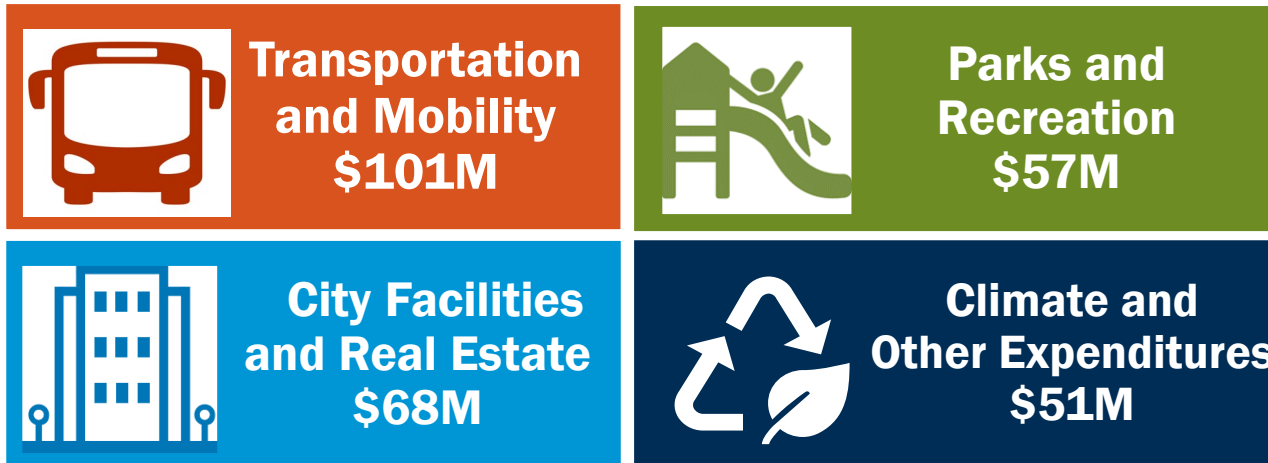 Transportation
and Mobility
$101M
Parks and
Recreation
$57M
City Facilities
and Real Estate
$68M
Climate and
Other Expenditures
$51M